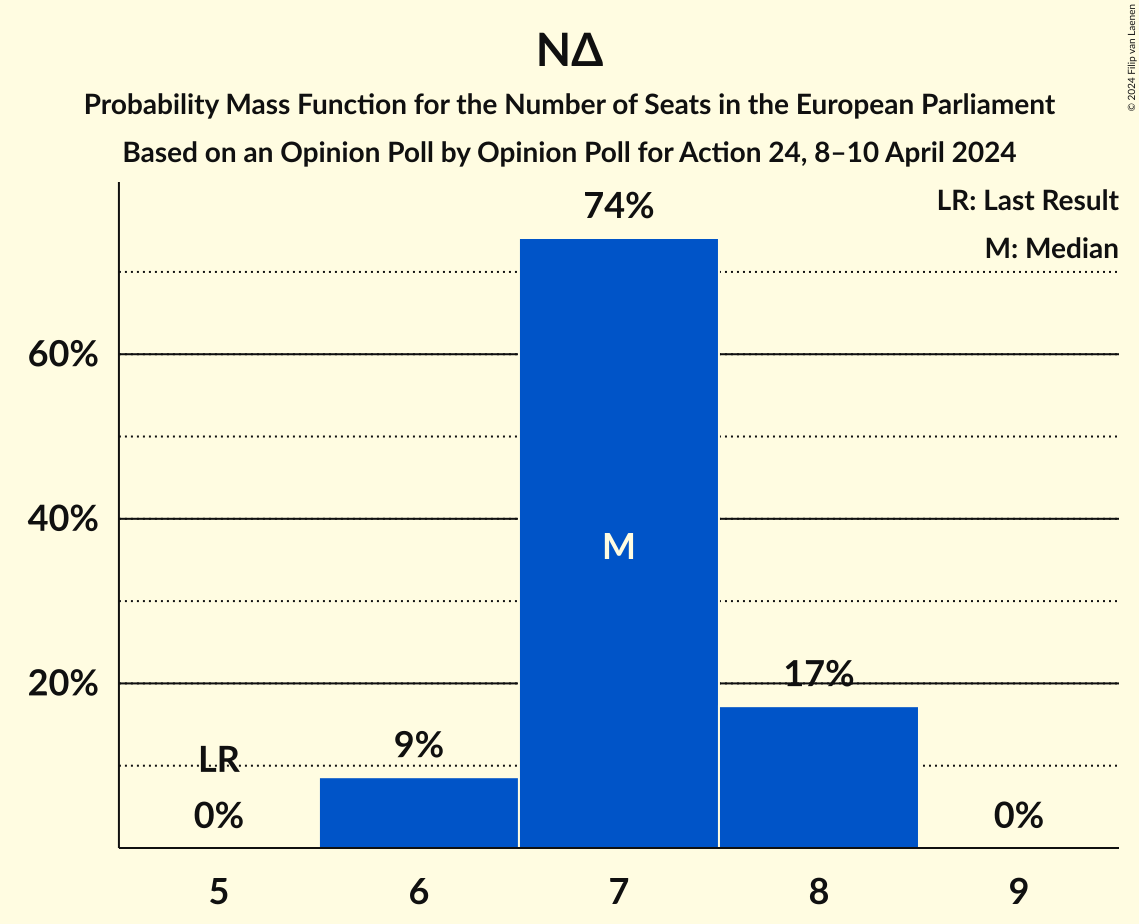 © 2024 Filip van Laenen
ΝΔ
Probability Mass Function for the Number of Seats in the European Parliament
Based on an Opinion Poll by Opinion Poll for Action 24, 8–10 April 2024
LR: Last Result
M: Median
74%
60%
40%
M
20%
17%
9%
LR
0%
0%
5 6 7 8 9